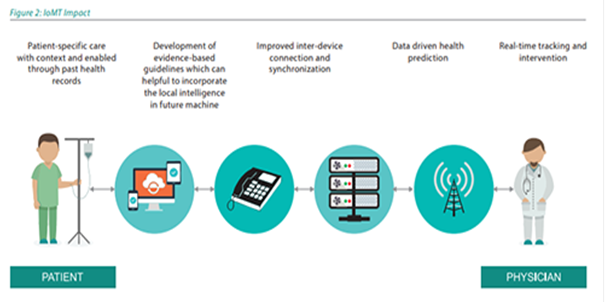 Figure 2: IoMT Impact
Patient-specific care
with context and enabled
through past health
records
Development of
evidence-based
guidelines which can
helpful to incorporate
the local intelligence
in future machine
Improved inter-device
connection and
synchronization
Data driven health
prediction
Real-time tracking and
intervention
PATIENT
PHYSICIAN